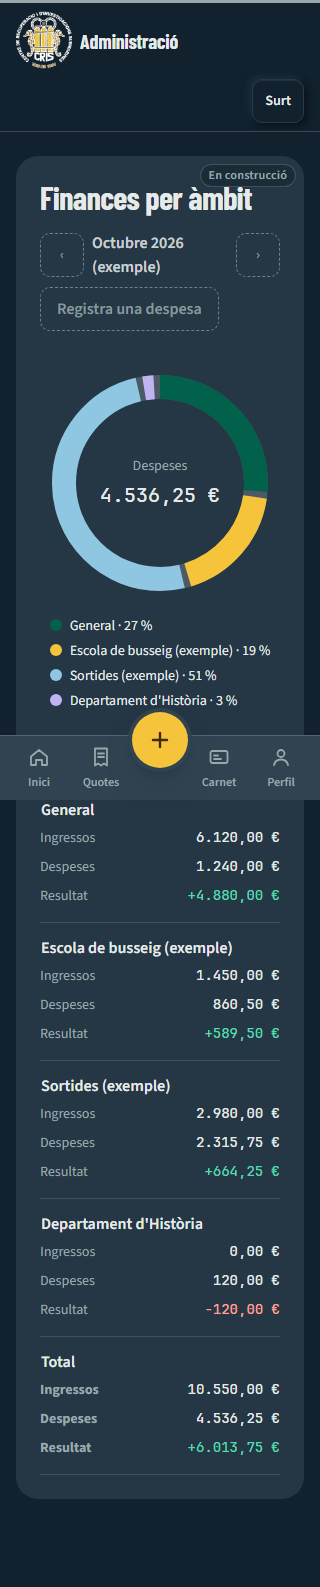 CRIS
Administració
Surt
En construcció
Finances per àmbit
‹
Octubre 2026
(exemple)
›
Registra una despesa
Despeses
4.536,25 €
General · 27 %
Escola de busseig (exemple) · 19 %
Sortides (exemple) · 51 %
Departament d'Història · 3 %
+
Inici
Quotes
Carnet
Perfil
General
Ingressos 6.120,00 €
Despeses 1.240,00 €
Resultat +4.880,00 €
Escola de busseig (exemple)
Ingressos 1.450,00 €
Despeses 860,50 €
Resultat +589,50 €
Sortides (exemple)
Ingressos 2.980,00 €
Despeses 2.315,75 €
Resultat +664,25 €
Departament d'Història
Ingressos 0,00 €
Despeses 120,00 €
Resultat -120,00 €
Total
Ingressos 10.550,00 €
Despeses 4.536,25 €
Resultat +6.013,75 €